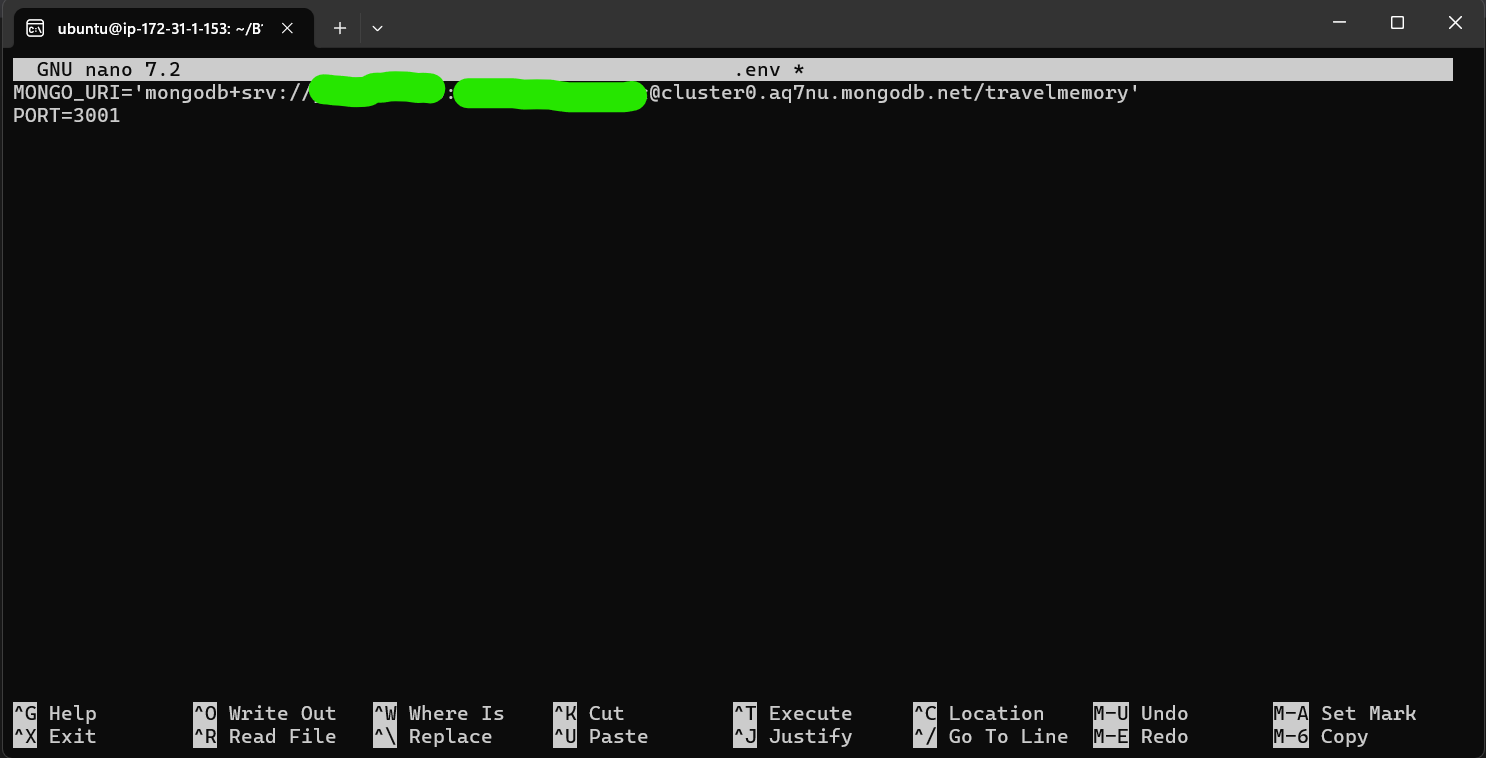 ubuntu@ip-172-31-1-153: ~/B
GNU nano 7.2 .env *
MONGO_URI='mongodb+srv://:@cluster0.aq7nu.mongodb.net/travelmemory'
PORT=3001
^G Help ^O Write Out ^W Where Is ^K Cut ^T Execute ^C Location M-U Undo M-A Set Mark
^X Exit ^R Read File ^\ Replace ^U Paste ^J Justify ^/ Go To Line M-E Redo M-6 Copy